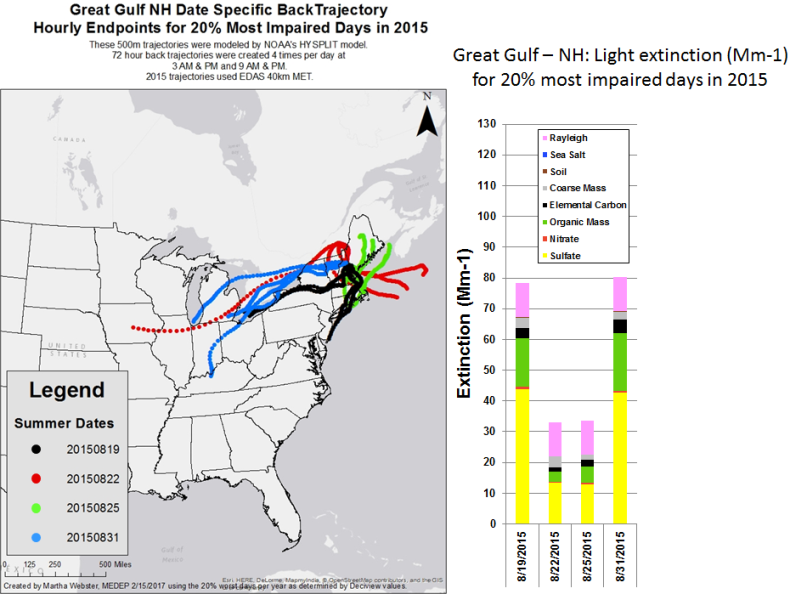 Great Gulf NH Date Specific BackTrajectory
Hourly Endpoints for 20% Most Impaired Days in 2015
These 500m trajectories were modeled by NOAA's HYSPLIT model.
72 hour back trajectories were created 4 times per day at
3 AM & PM and 9 AM & PM.
2015 trajectories used EDAS 40km MET.
N
CANADA
UNITED
STATES
Gulf of
Mexico
MEXICO
Legend
Summer Dates
20150819
20150822
20150825
20150831
0 125 250 500 Miles
Esri, HERE, DeLorme, MapmyIndia, © OpenStreetMap contributors, and the GIS
Created by Martha Webster, MEDEP 2/15/2017 using the 20% worst days per year as determined by Deciview values.
Great Gulf – NH: Light extinction (Mm-1)
for 20% most impaired days in 2015
Extinction (Mm-1)
130
120
110
100
90
80
70
60
50
40
30
20
10
0
Rayleigh
Sea Salt
Soil
Coarse Mass
Elemental Carbon
Organic Mass
Nitrate
Sulfate
8/19/2015
8/22/2015
8/25/2015
8/31/2015